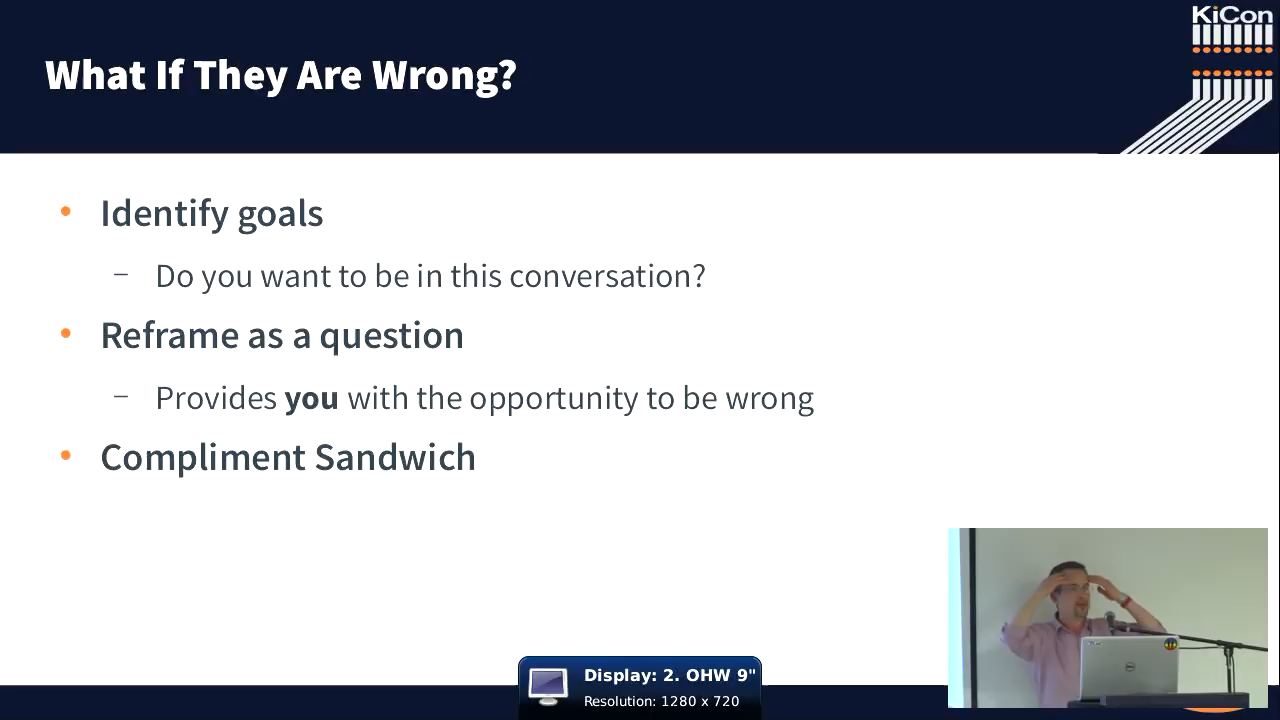 KiCon
What If They Are Wrong?
• Identify goals
– Do you want to be in this conversation?
• Reframe as a question
– Provides you with the opportunity to be wrong
• Compliment Sandwich
Display: 2. OHW 9"
Resolution: 1280 x 720
DELL